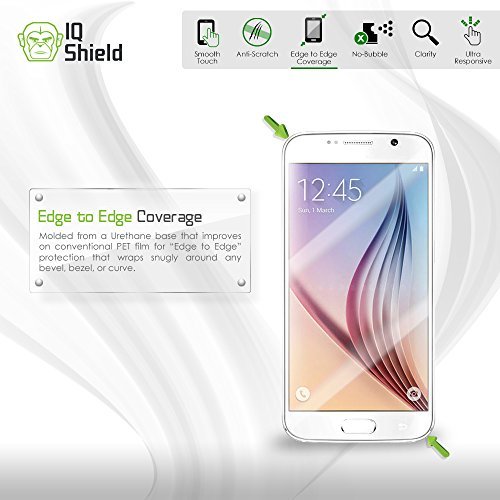 IQ
Shield
Smooth
Touch
Anti-Scratch
Edge to Edge
Coverage
No-Bubble
Clarity
Ultra
Responsive
Edge to Edge Coverage
Molded from a Urethane base that improves
on conventional PET film for "Edge to Edge"
protection that wraps snugly around any
bevel, bezel, or curve.
12:45
Sun, 1 March